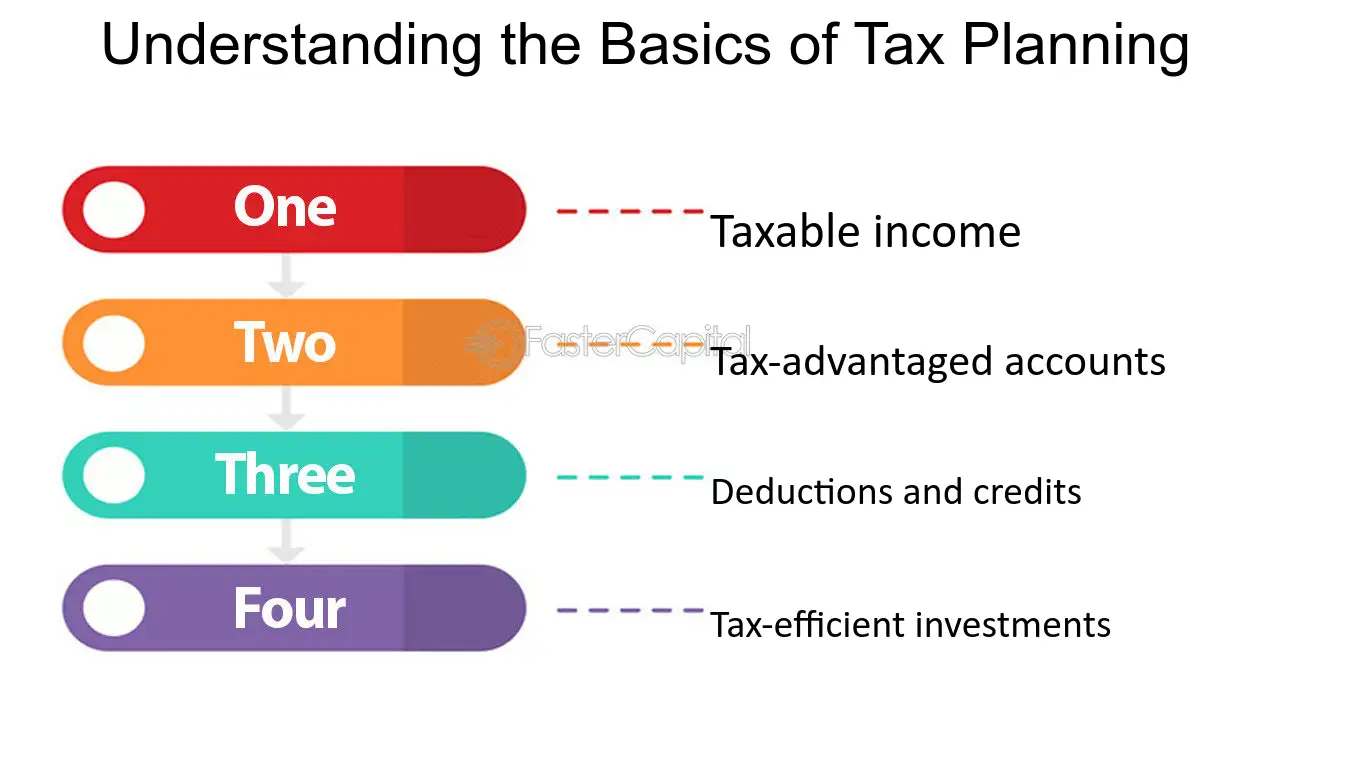 Understanding the Basics of Tax Planning
One
Taxable income
Two
FasterCapital
Tax-advantaged accounts
Three
Deductions and credits
Four
Tax-efficient investments